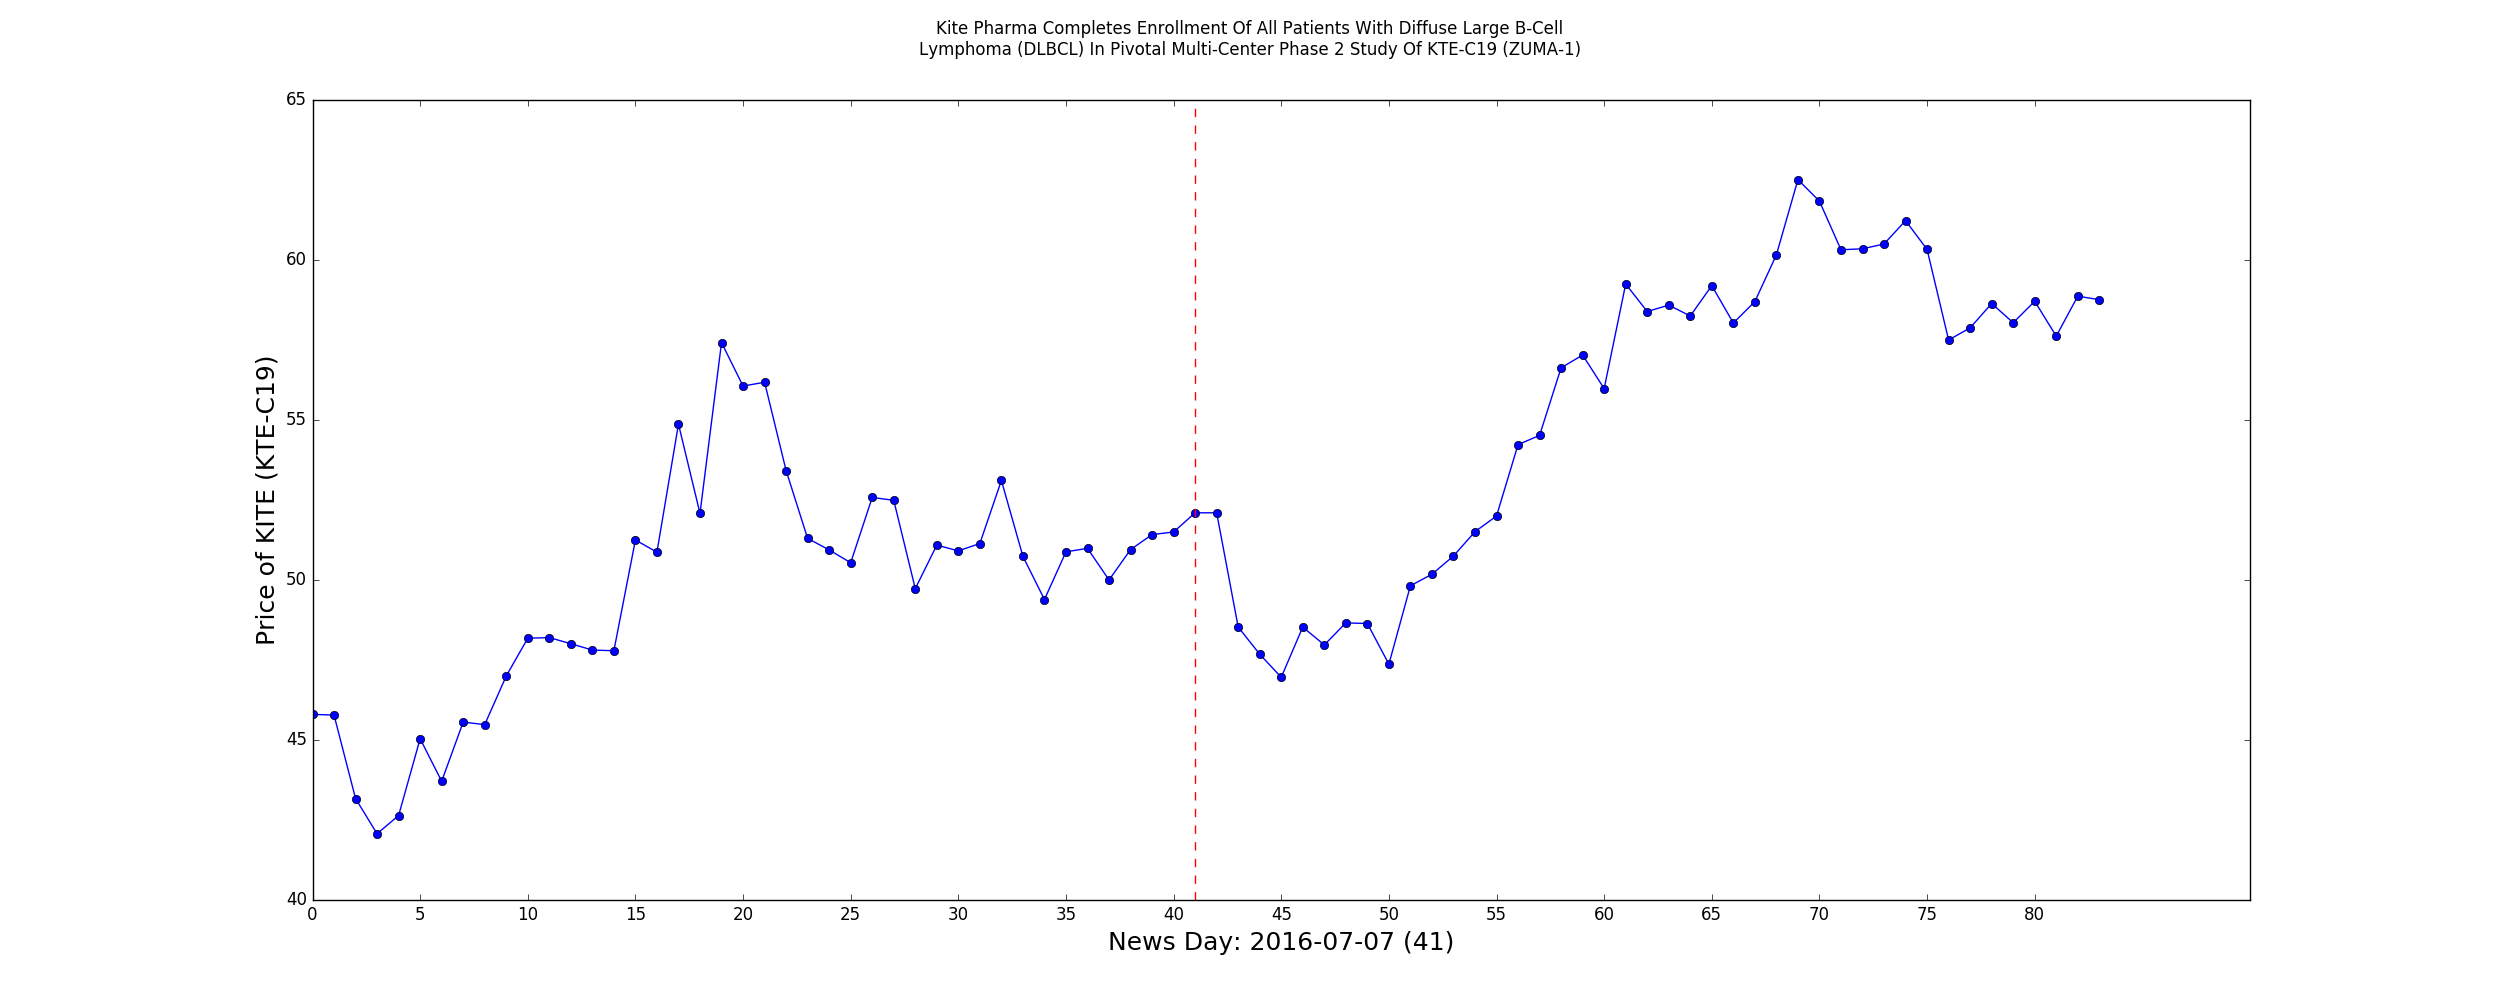 Kite Pharma Completes Enrollment Of All Patients With Diffuse Large B-Cell
Lymphoma (DLBCL) In Pivotal Multi-Center Phase 2 Study Of KTE-C19 (ZUMA-1)
Price of KITE (KTE-C19)
65
60
55
50
45
40
0 5 10 15 20 25 30 35 40 45 50 55 60 65 70 75 80
News Day: 2016-07-07 (41)